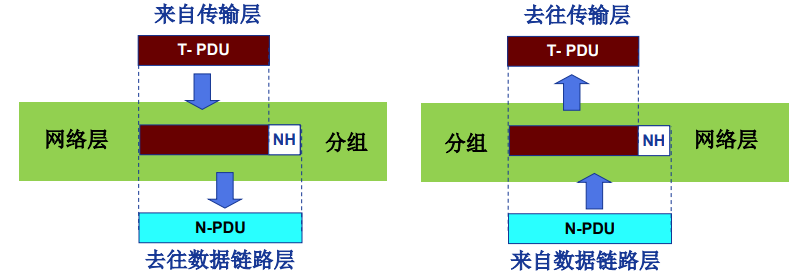 来自传输层
T- PDU
网络层
NH
分组
N-PDU
去往数据链路层
去往传输层
T- PDU
分组
NH
网络层
N-PDU
来自数据链路层